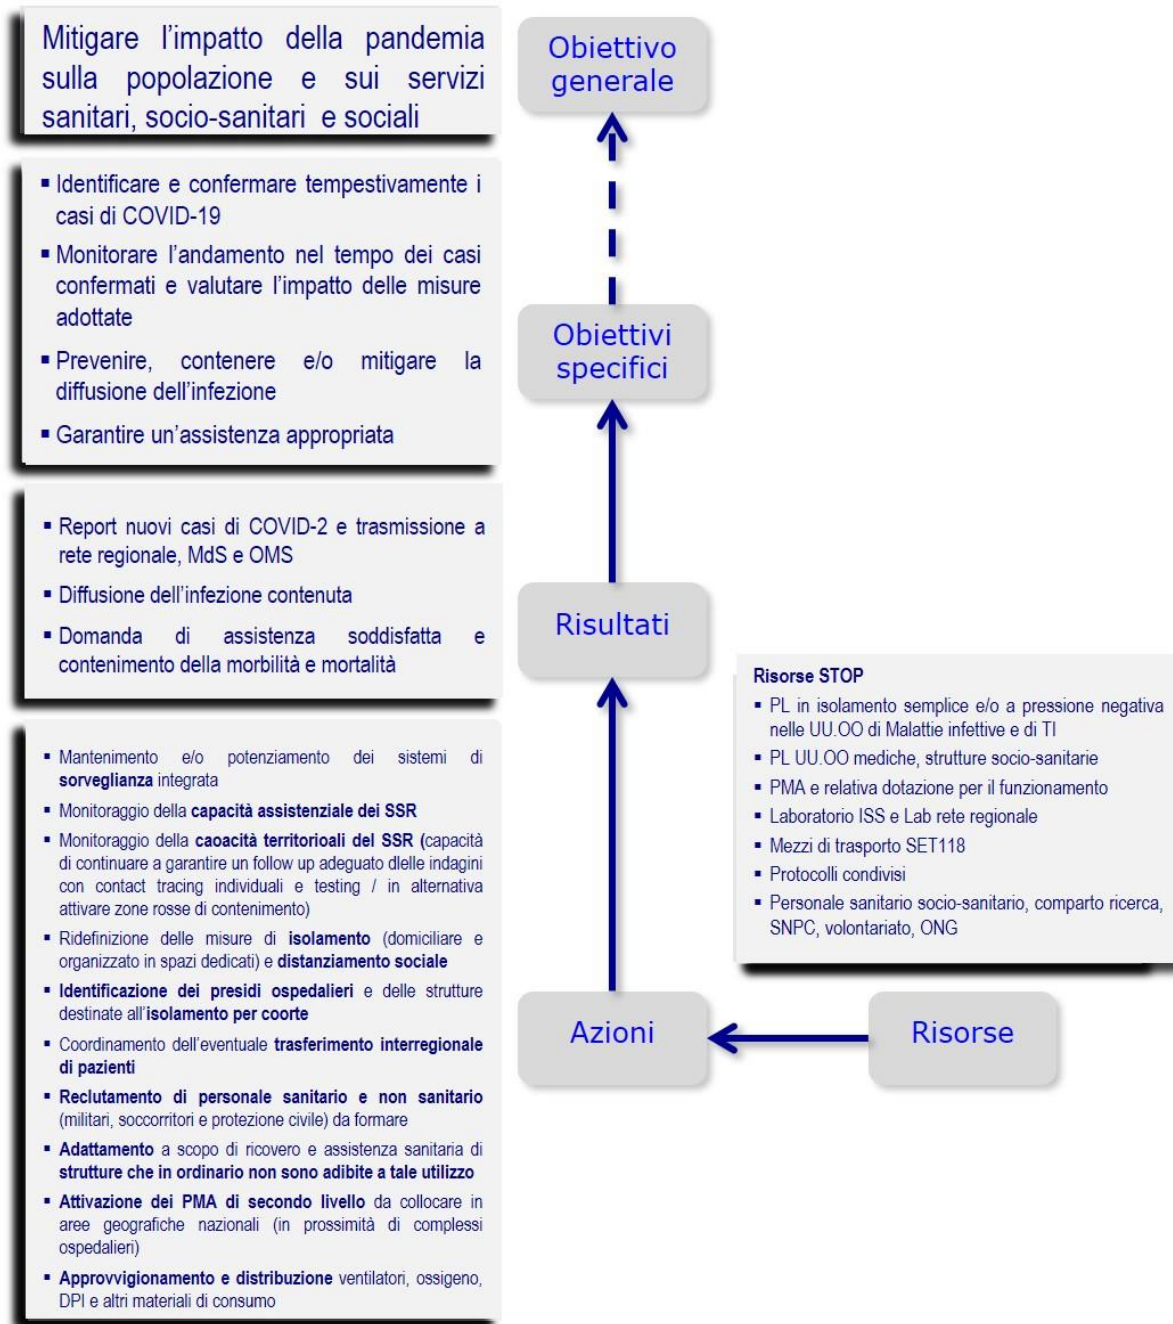 Mitigare l'impatto della pandemia
sulla popolazione e sui servizi
sanitari, socio-sanitari e sociali
Obiettivo
generale
▪ Identificare e confermare tempestivamente i
casi di COVID-19
▪ Monitorare l'andamento nel tempo dei casi
confermati e valutare l'impatto delle misure
adottate
▪ Prevenire, contenere e/o mitigare la
diffusione dell'infezione
▪ Garantire un'assistenza appropriata
Obiettivi
specifici
▪ Report nuovi casi di COVID-2 e trasmissione a
rete regionale, MdS e OMS
▪ Diffusione dell'infezione contenuta
▪ Domanda di assistenza soddisfatta e
contenimento della morbilità e mortalità
Risultati
Risorse STOP
▪ PL in isolamento semplice e/o a pressione negativa
nelle UU.OO di Malattie infettive e di TI
▪ PL UU.OO mediche, strutture socio-sanitarie
▪ PMA e relativa dotazione per il funzionamento
▪ Laboratorio ISS e Lab rete regionale
▪ Mezzi di trasporto SET118
▪ Protocolli condivisi
▪ Personale sanitario socio-sanitario, comparto ricerca,
SNPC, volontariato, ONG
▪ Mantenimento e/o potenziamento dei sistemi di
sorveglianza integrata
▪ Monitoraggio della capacità assistenziale dei SSR
▪ Monitoraggio della caoacità territorioali del SSR (capacità
di continuare a garantire un follow up adeguato dlelle indagini
con contact tracing individuali e testing / in alternativa
attivare zone rosse di contenimento)
▪ Ridefinizione delle misure di isolamento (domiciliare e
organizzato in spazi dedicati) e distanziamento sociale
▪ Identificazione dei presidi ospedalieri e delle strutture
destinate all'isolamento per coorte
▪ Coordinamento dell'eventuale trasferimento interregionale
di pazienti
▪ Reclutamento di personale sanitario e non sanitario
(militari, soccorritori e protezione civile) da formare
▪ Adattamento a scopo di ricovero e assistenza sanitaria di
strutture che in ordinario non sono adibite a tale utilizzo
▪ Attivazione dei PMA di secondo livello da collocare in
aree geografiche nazionali (in prossimità di complessi
ospedalieri)
▪ Approvvigionamento e distribuzione ventilatori, ossigeno,
DPI e altri materiali di consumo
Azioni
Risorse